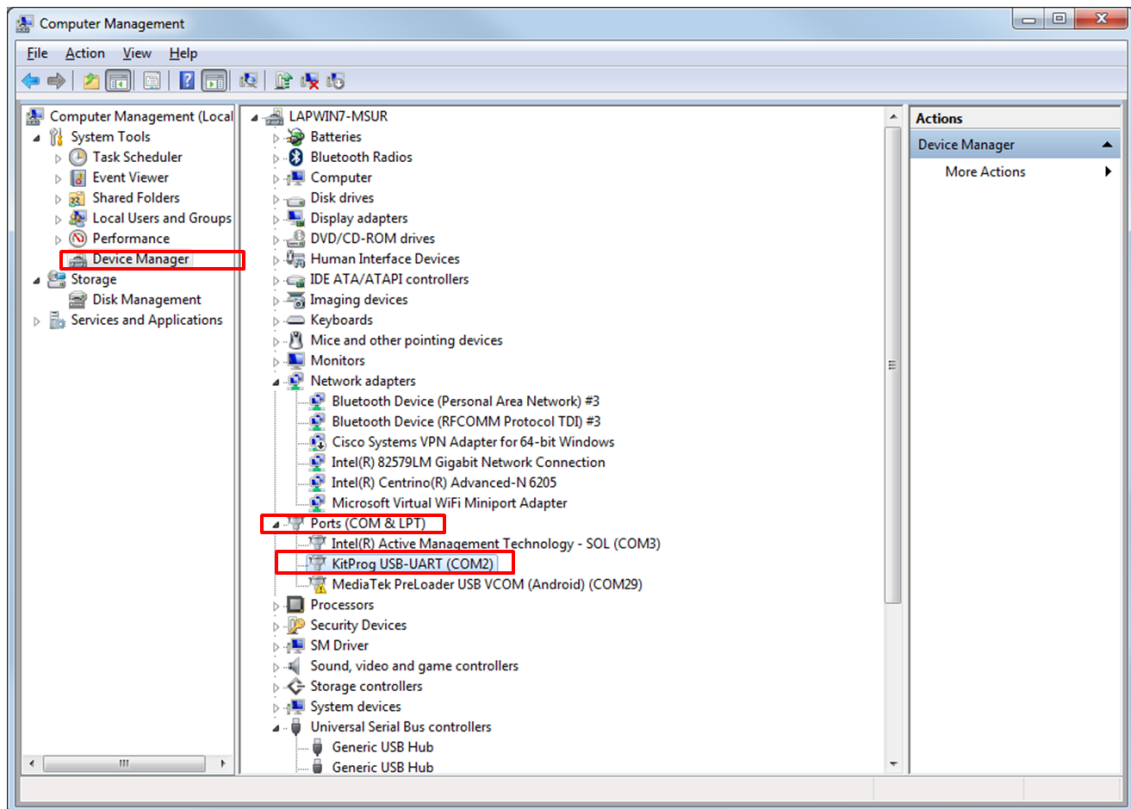 Computer Management
File Action View Help
Computer Management (Local
System Tools
Task Scheduler
Event Viewer
Shared Folders
Local Users and Groups
Performance
Device Manager
Storage
Disk Management
Services and Applications
LAPWIN7-MSUR
Batteries
Bluetooth Radios
Computer
Disk drives
Display adapters
DVD/CD-ROM drives
Human Interface Devices
IDE ATA/ATAPI controllers
Imaging devices
Keyboards
Mice and other pointing devices
Monitors
Network adapters
Bluetooth Device (Personal Area Network) #3
Bluetooth Device (RFCOMM Protocol TDI) #3
Cisco Systems VPN Adapter for 64-bit Windows
Intel(R) 82579LM Gigabit Network Connection
Intel(R) Centrino(R) Advanced-N 6205
Microsoft Virtual WiFi Miniport Adapter
Ports (COM & LPT)
Intel(R) Active Management Technology - SOL (COM3)
KitProg USB-UART (COM2)
MediaTek PreLoader USB VCOM (Android) (COM29)
Processors
Security Devices
SM Driver
Sound, video and game controllers
Storage controllers
System devices
Universal Serial Bus controllers
Generic USB Hub
Generic USB Hub
Actions
Device Manager
More Actions